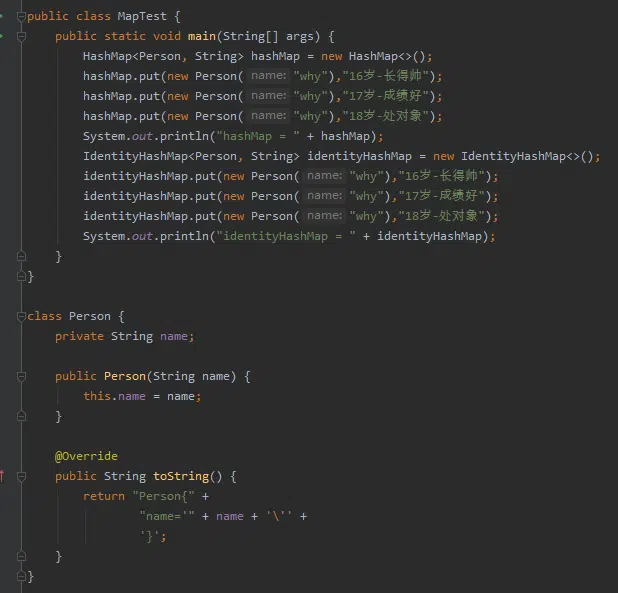 public class MapTest {
public static void main(String[] args) {
HashMap<Person, String> hashMap = new HashMap<>();
hashMap.put(new Person( name: "why"),"16岁-长得帅");
hashMap.put(new Person( name: "why"),"17岁-成绩好");
hashMap.put(new Person( name: "why"),"18岁-处对象");
System.out.println("hashMap = " + hashMap);
IdentityHashMap<Person, String> identityHashMap = new IdentityHashMap<>();
identityHashMap.put(new Person( name: "why"),"16岁-长得帅");
identityHashMap.put(new Person( name: "why"),"17岁-成绩好");
identityHashMap.put(new Person( name: "why"),"18岁-处对象");
System.out.println("identityHashMap = " + identityHashMap);
}
}
class Person {
private String name;
public Person(String name) {
this.name = name;
}
@Override
public String toString() {
return "Person{" +
"name='" + name + '\'' +
'}';
}
}